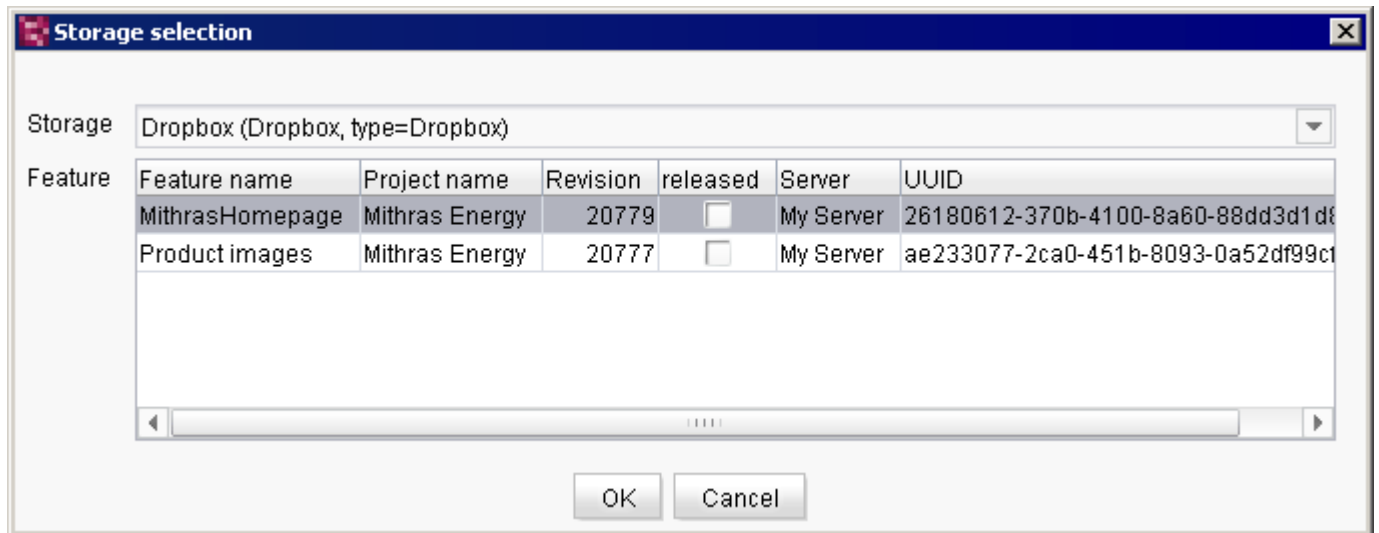 Storage selection
Storage Dropbox (Dropbox, type=Dropbox)
Feature Feature name Project name Revision released Server UUID
MithrasHomepage Mithras Energy 20779 My Server 26180612-370b-4100-8a60-88dd3d1d
Product images Mithras Energy 20777 My Server ae233077-2ca0-451b-8093-0a52df99c
OK Cancel